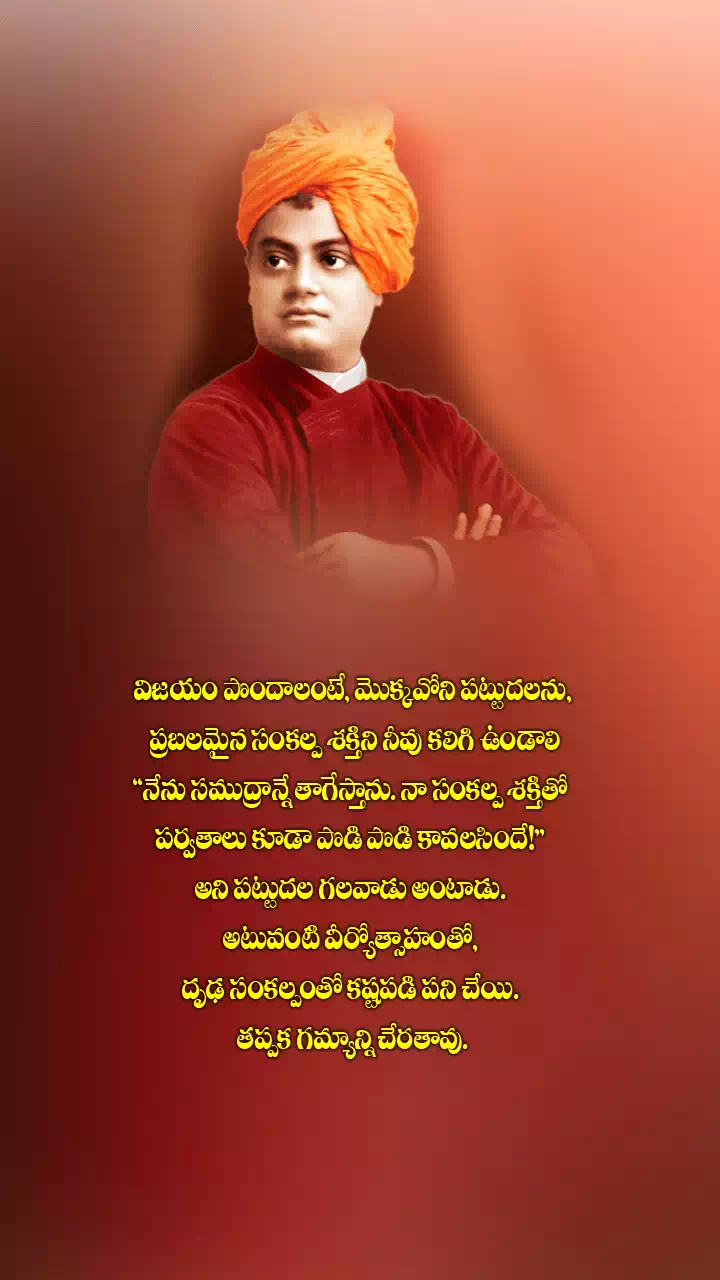 విజయం పొందాలంటే, మొక్కవోని పట్టుదలను,
ప్రబలమైన సంకల్ప శక్తిని నీవు కలిగి ఉండాలి
“నేను సముద్రాన్నే తాగేస్తాను. నా సంకల్ప శక్తితో
పర్వతాలు కూడా పొడి పొడి కావలసిందే!”
అని పట్టుదల గలవాడు అంటాడు.
అటువంటి వీర్యోత్సాహంతో,
దృఢ సంకల్పంతో కష్టపడి పని చేయి.
తప్పక గమ్యాన్ని చేరతావు.